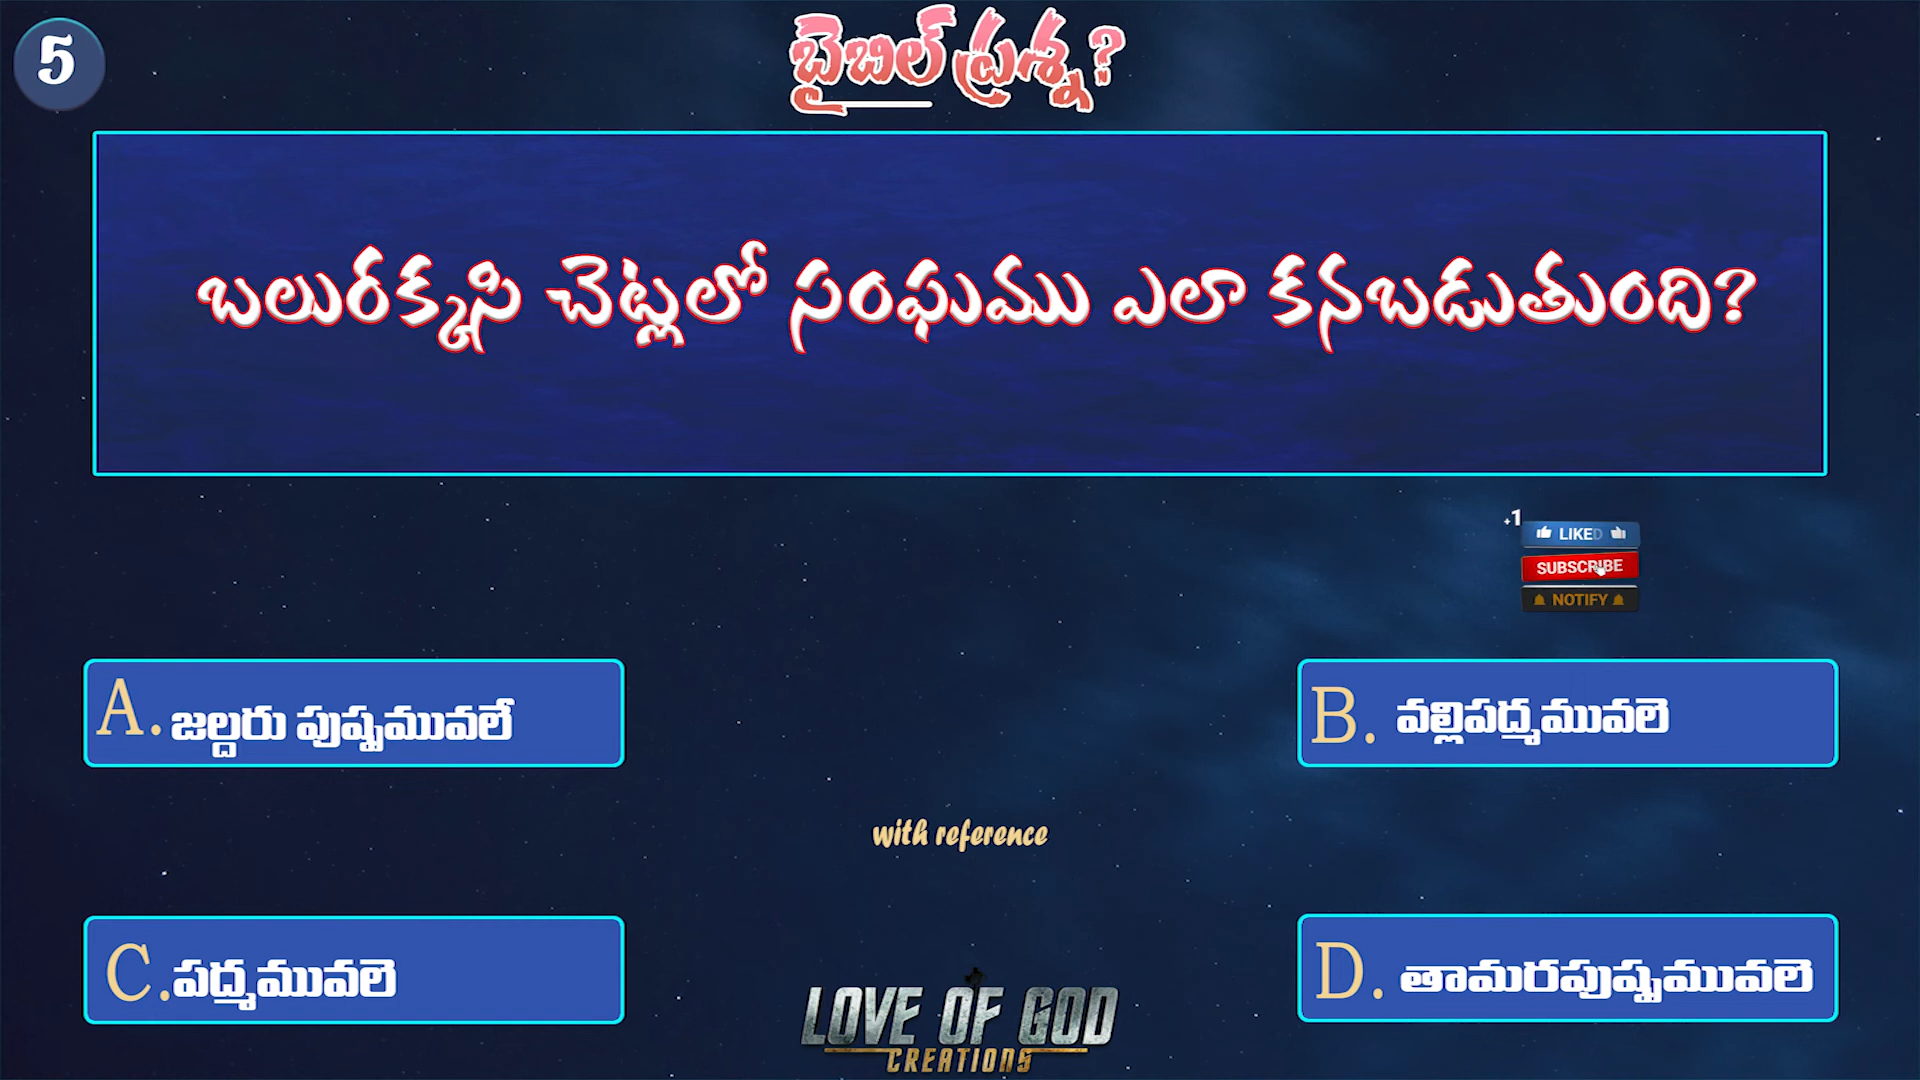 5
బైబిల్ ప్రశ్న?
బలురక్కసి చెట్లలో సంఘము ఎలా కనబడుతుంది?
+1
LIKED
SUBSCRIBE
NOTIFY
A. జల్దరు పుష్పమువలే
B. వల్లిపద్మమువలె
with reference
C. పద్మమువలె
D. తామరపుష్పమువలె
LOVE OF GOD
CREATIONS